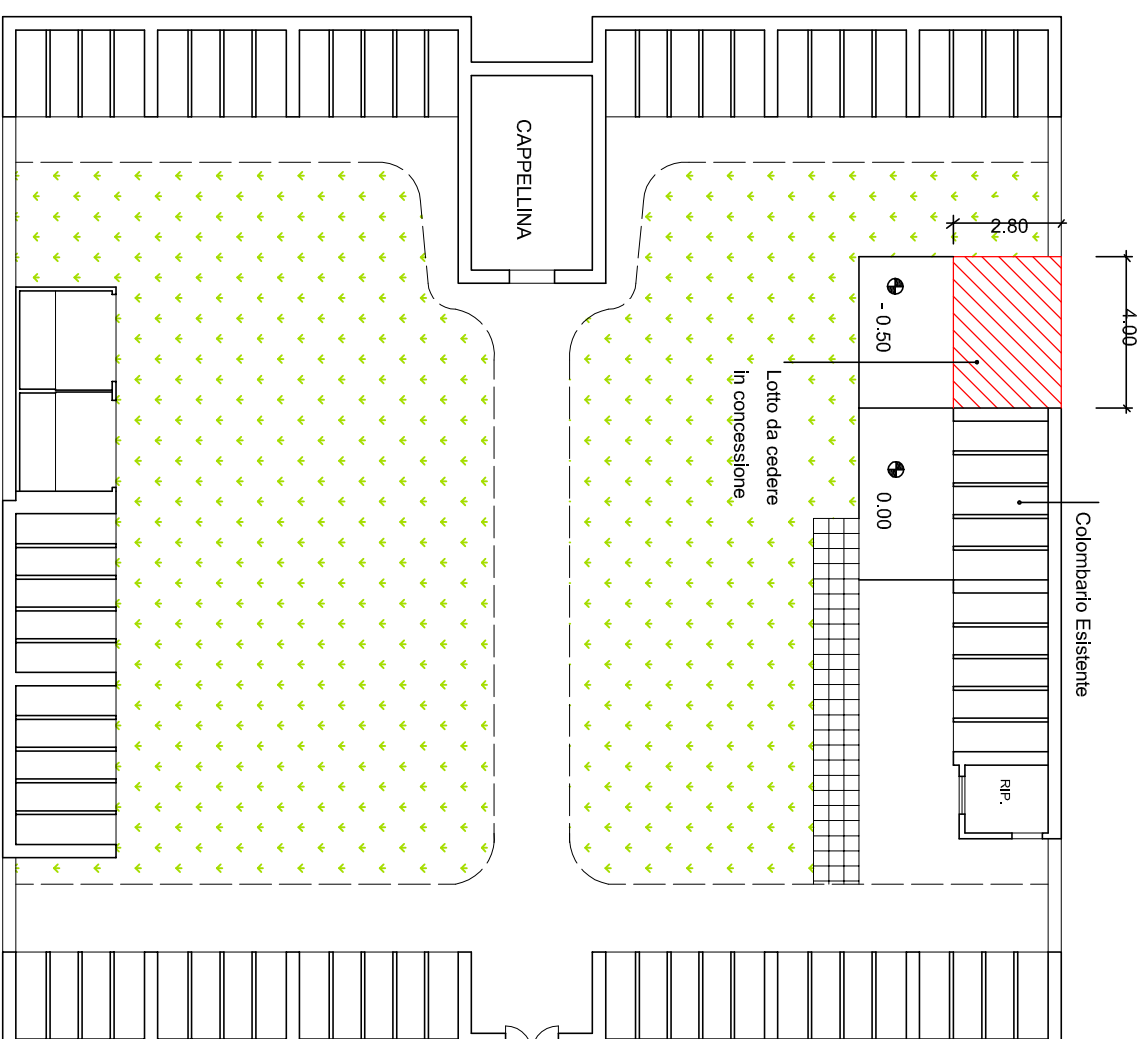 CAPPELLINA
2.80
4.00
- 0.50
Lotto da cedere
in concessione
0.00
Colombario Esistente
RIP.